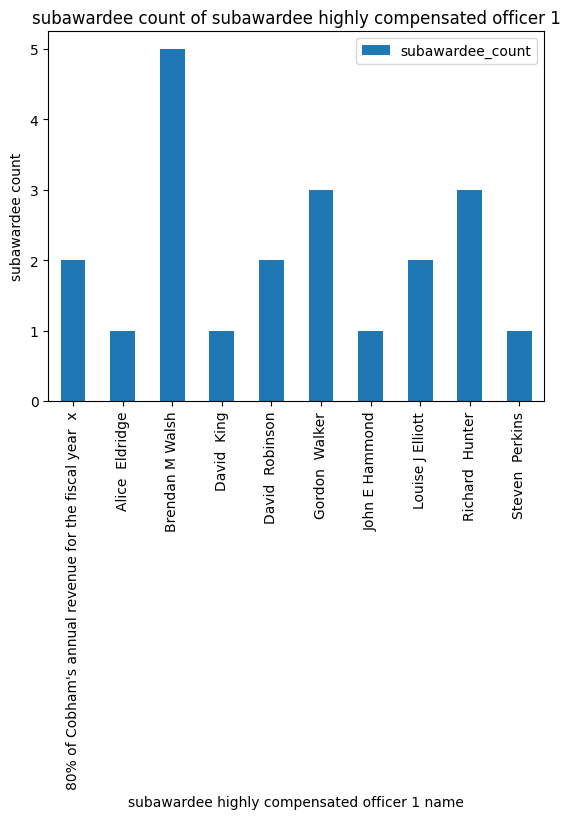 subawardee count of subawardee highly compensated officer 1
subawardee_count
subawardee count
5
4
3
2
1
0
80% of Cobham's annual revenue for the fiscal year  x
Alice  Eldridge
Brendan M Walsh
David  King
David  Robinson
Gordon  Walker
John E Hammond
Louise J Elliott
Richard  Hunter
Steven  Perkins
subawardee highly compensated officer 1 name